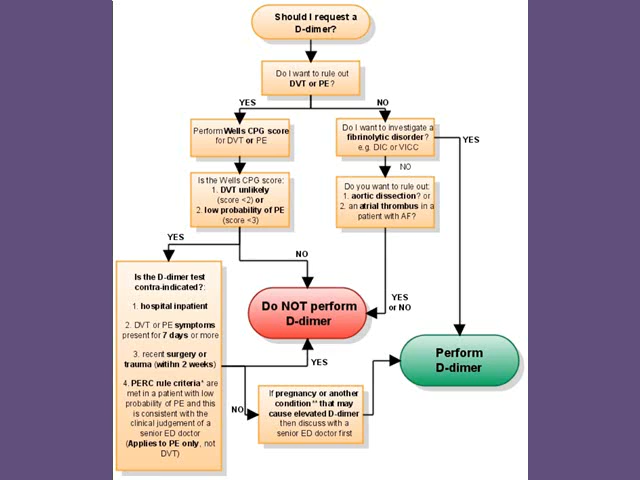 Should I request a
D-dimer?
Do I want to rule out
DVT or PE?
YES
NO
Perform Wells CPG score
for DVT or PE
Do I want to investigate a
fibrinolytic disorder?
e.g. DIC or VICC
YES
NO
Is the Wells CPG score:
1. DVT unlikely
(score <2) or
2. low probability of PE
(score <3)
Do you want to rule out:
1. aortic dissection? or
2. an atrial thrombus in a
patient with AF?
YES
NO
YES
or NO
Is the D-dimer test
contra-indicated?:
1. hospital inpatient
2. DVT or PE symptoms
present for 7 days or more
3. recent surgery or
trauma (witihn 2 weeks)
4. PERC rule criteria* are
met in a patient with low
probability of PE and this
is consistent with the
clinical judgement of a
senior ED doctor
(Applies to PE only, not
DVT)
Do NOT perform
D-dimer
Perform
D-dimer
YES
NO
If pregnancy or another
condition** that may
cause elevated D-dimer
then discuss with a
senior ED doctor first